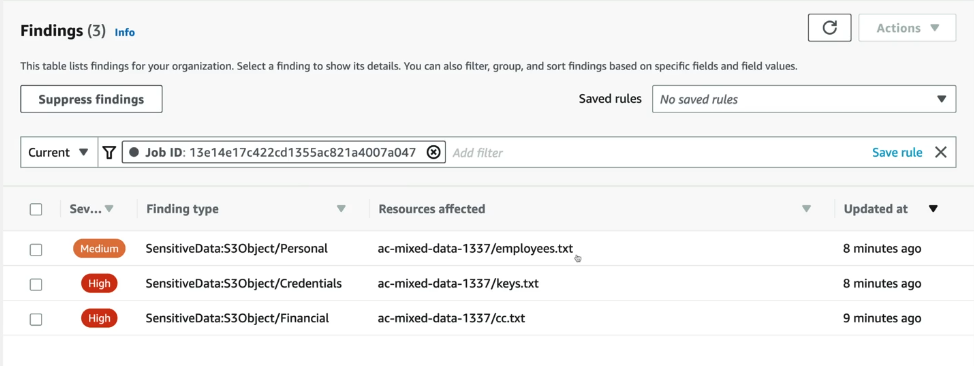 Findings (3) Info
Actions
This table lists findings for your organization. Select a finding to show its details. You can also filter, group, and sort findings based on specific fields and field values.
Suppress findings
Saved rules
No saved rules
Current
Job ID: 13e14e17c422cd1355ac821a4007a047
Add filter
Save rule
Sev... Finding type Resources affected Updated at
Medium SensitiveData:S3Object/Personal ac-mixed-data-1337/employees.txt 8 minutes ago
High SensitiveData:S3Object/Credentials ac-mixed-data-1337/keys.txt 8 minutes ago
High SensitiveData:S3Object/Financial ac-mixed-data-1337/cc.txt 9 minutes ago